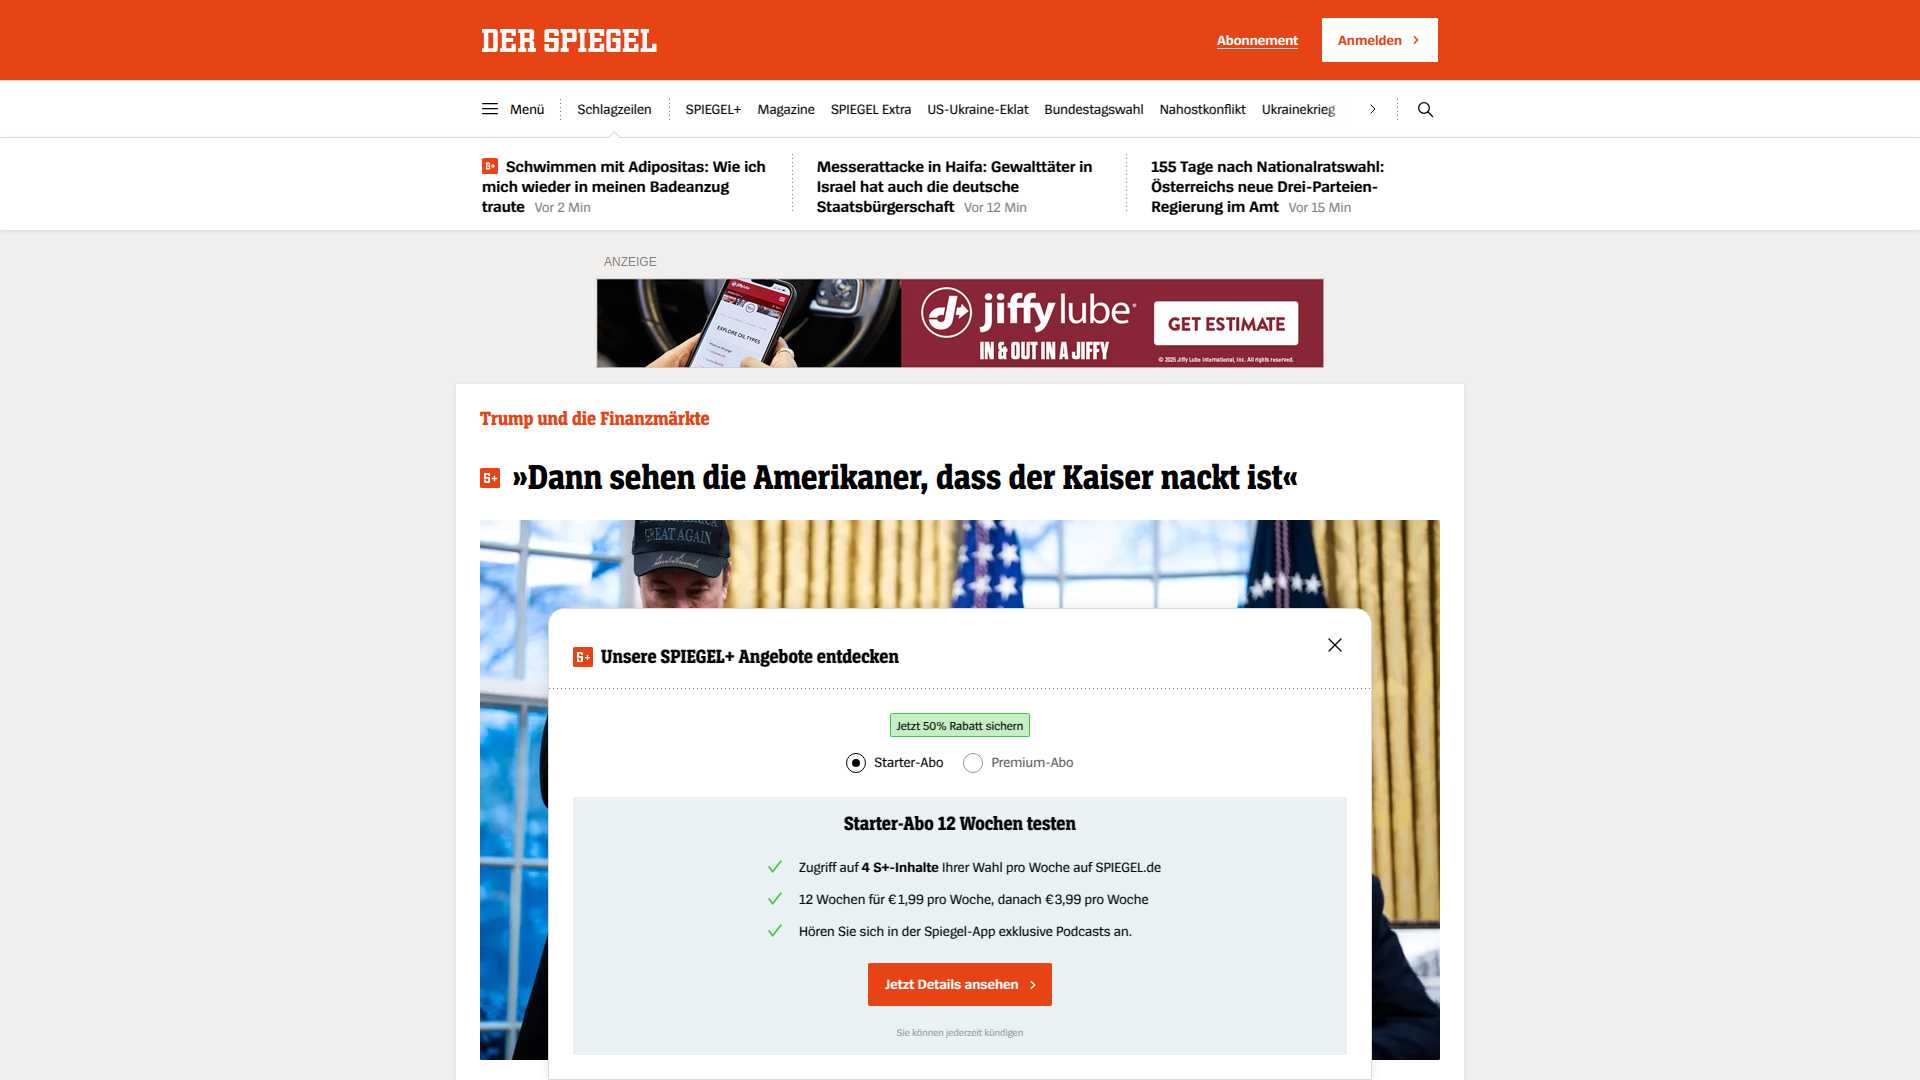 DER SPIEGEL
Abonnement
Anmelden
Menü
Schlagzeilen
SPIEGEL+
Magazine
SPIEGEL Extra
US-Ukraine-Eklat
Bundestagswahl
Nahostkonflikt
Ukrainekrieg
S+ Schwimmen mit Adipositas: Wie ich
mich wieder in meinen Badeanzug
traute Vor 2 Min
Messerattacke in Haifa: Gewalttäter in
Israel hat auch die deutsche
Staatsbürgerschaft Vor 12 Min
155 Tage nach Nationalratswahl:
Österreichs neue Drei-Parteien-
Regierung im Amt Vor 15 Min
ANZEIGE
EXPLORE OIL TYPES
jiffy lube®
IN & OUT IN A JIFFY
GET ESTIMATE
© 2025 Jiffy Lube International, Inc. All rights reserved.
Trump und die Finanzmärkte
S+ »Dann sehen die Amerikaner, dass der Kaiser nackt ist«
GREAT AGAIN
S+ Unsere SPIEGEL+ Angebote entdecken
Jetzt 50% Rabatt sichern
Starter-Abo
Premium-Abo
Starter-Abo 12 Wochen testen
Zugriff auf 4 S+-Inhalte Ihrer Wahl pro Woche auf SPIEGEL.de
12 Wochen für € 1,99 pro Woche, danach € 3,99 pro Woche
Hören Sie sich in der Spiegel-App exklusive Podcasts an.
Jetzt Details ansehen
Sie können jederzeit kündigen